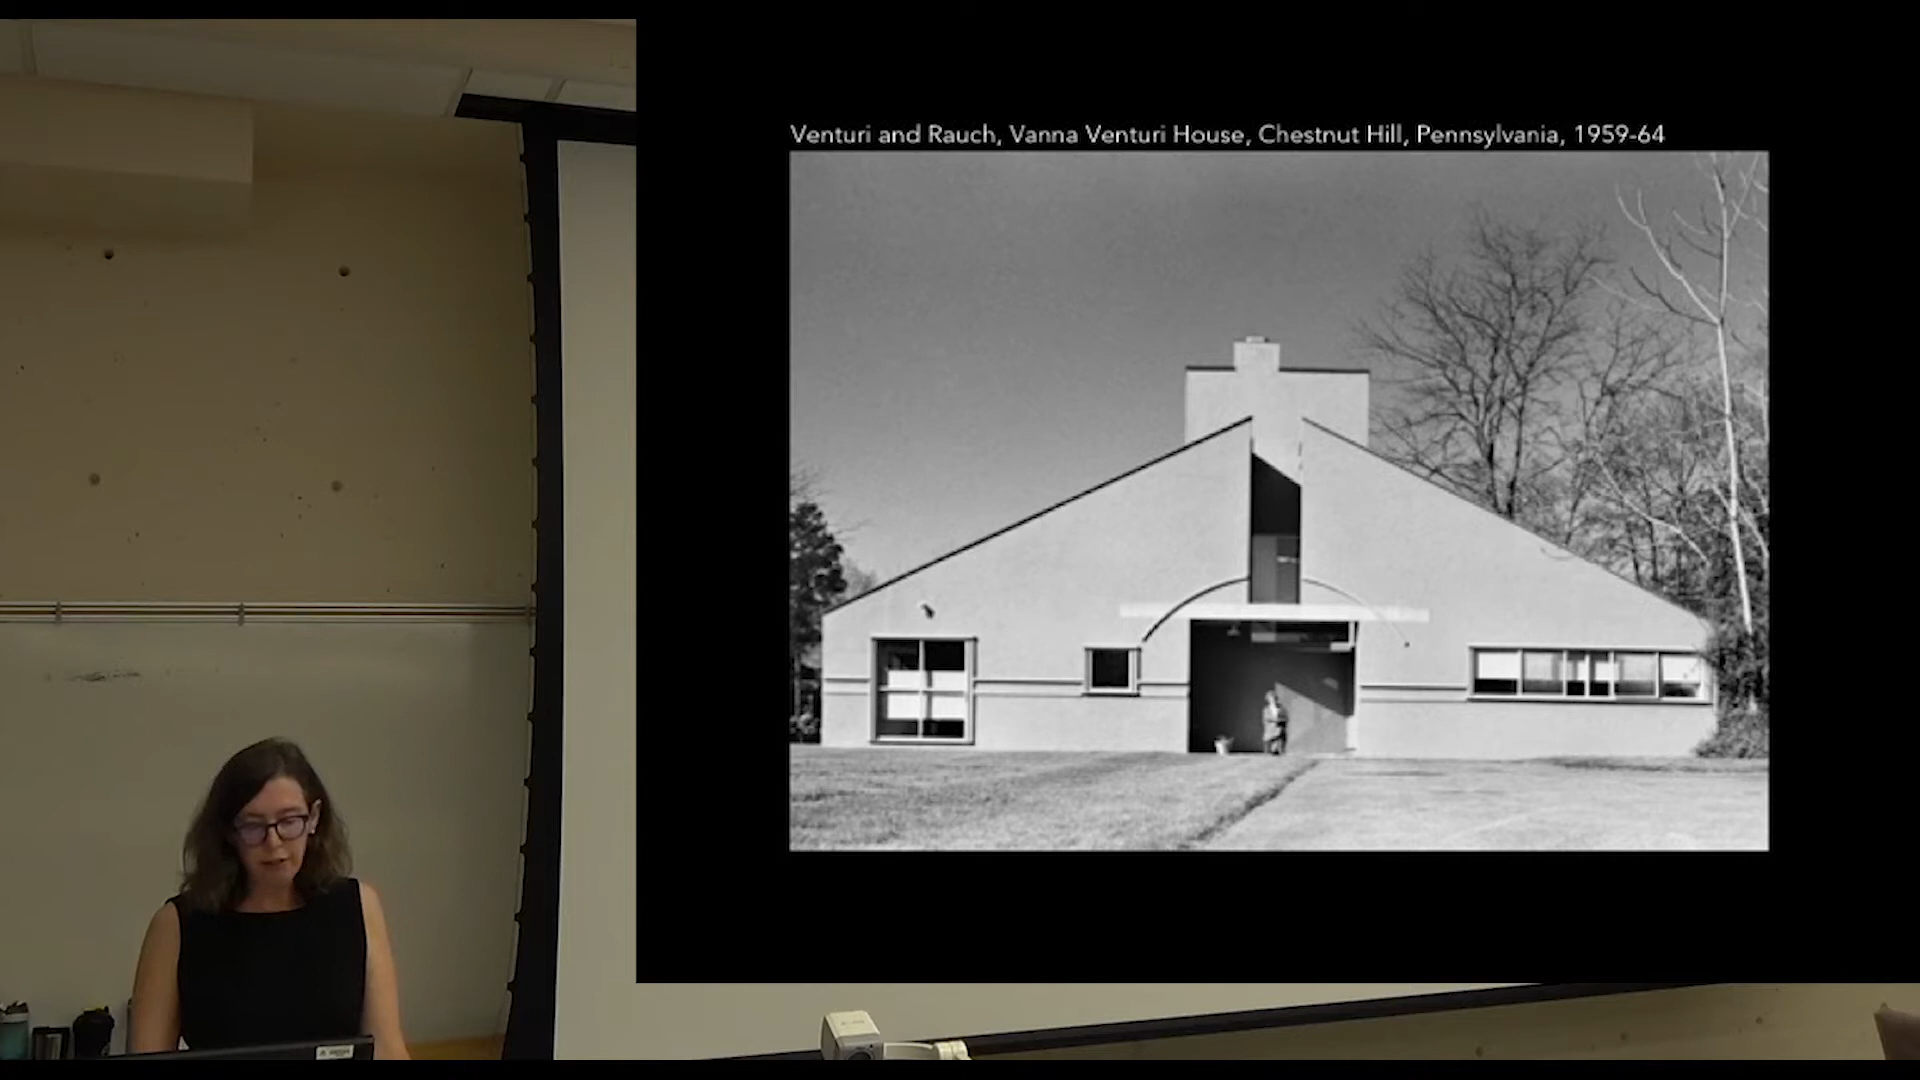 Venturi and Rauch, Vanna Venturi House, Chestnut Hill, Pennsylvania, 1959-64